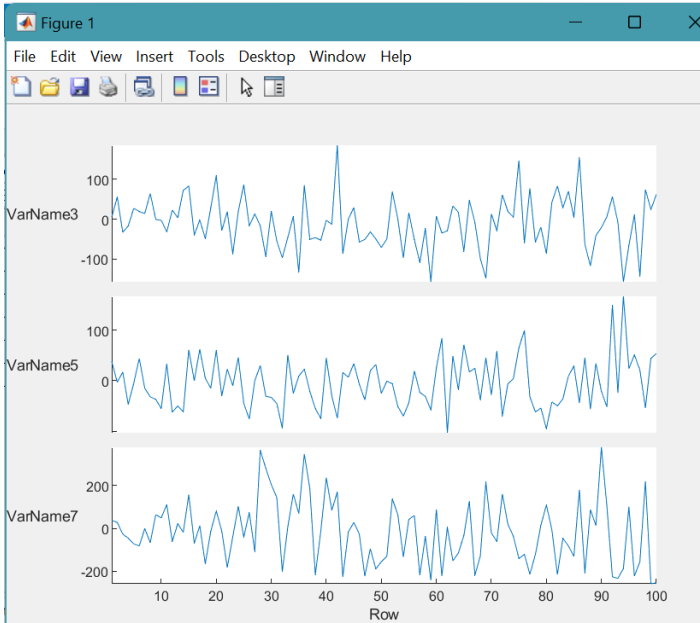 Figure 1
File Edit View Insert Tools Desktop Window Help
100
0
-100
VarName3
100
0
VarName5
200
0
-200
VarName7
10 20 30 40 50 60 70 80 90 100
Row